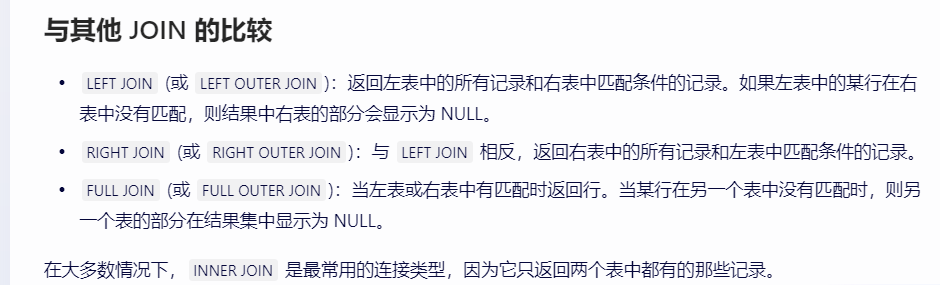 与其他 JOIN 的比较
• LEFT JOIN (或 LEFT OUTER JOIN )：返回左表中的所有记录和右表中匹配条件的记录。如果左表中的某行在右
表中没有匹配，则结果中右表的部分会显示为 NULL。
• RIGHT JOIN (或 RIGHT OUTER JOIN )：与 LEFT JOIN 相反，返回右表中的所有记录和左表中匹配条件的记录。
• FULL JOIN (或 FULL OUTER JOIN )：当左表或右表中有匹配时返回行。当某行在另一个表中没有匹配时，则另
一个表的部分在结果集中显示为 NULL。
在大多数情况下， INNER JOIN 是最常用的连接类型，因为它只返回两个表中都有的那些记录。